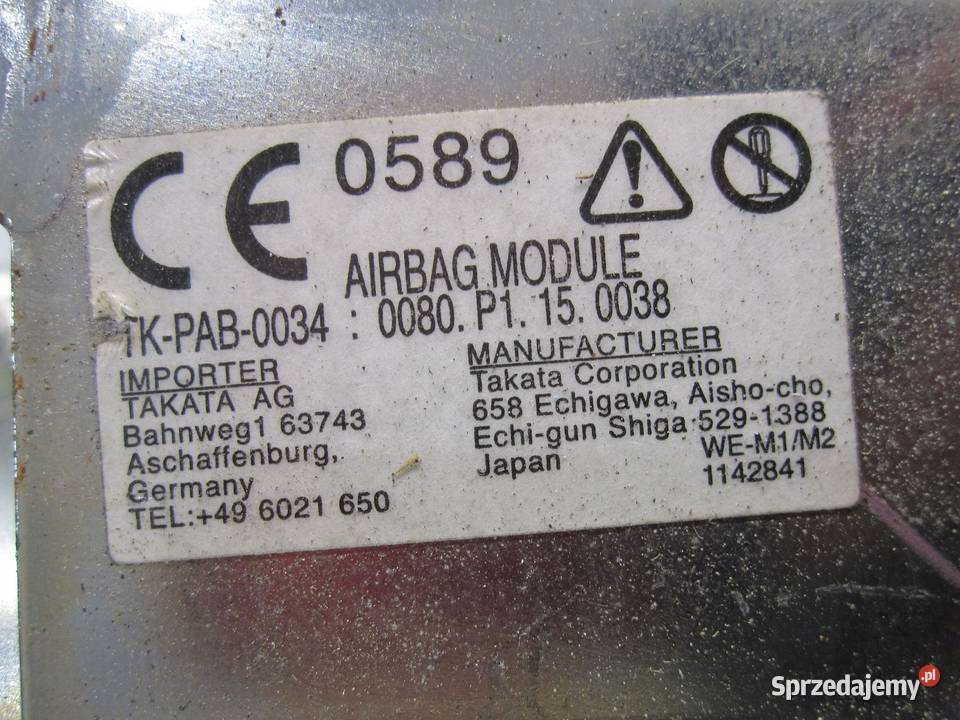 CE 0589
AIRBAG MODULE
TK-PAB-0034 : 0080. P1. 15. 0038
IMPORTER
TAKATA AG
Bahnweg1 63743
Aschaffenburg,
Germany
TEL:+49 6021 650
MANUFACTURER
Takata Corporation
658 Echigawa, Aisho-cho,
Echi-gun Shiga 529-1388
Japan
WE-M1/M2
1142841
Sprzedajemy.pl